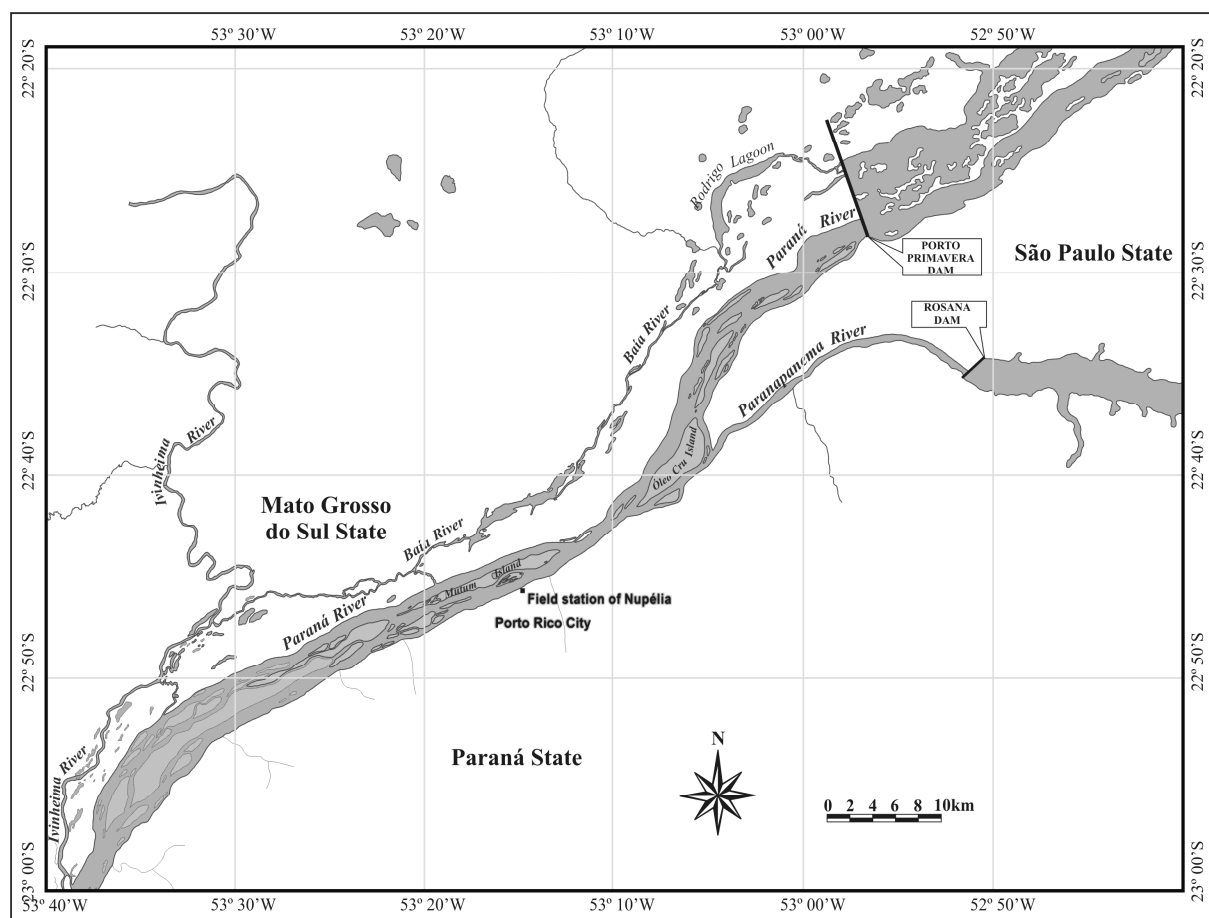 53º 30'W
53º 20'W
53º 10'W
53º 00'W
52º 50'W
22º 20'S
22º 20'S
Rodrigo Lagoon
Paraná River
PORTO
PRIMAVERA
DAM
São Paulo State
22º 30'S
22º 30'S
ROSANA
DAM
Baía River
Paranapanema River
Ivinheima River
Óleo Cru Island
22º 40'S
22º 40'S
Mato Grosso
do Sul State
Baía River
Mutum Island
Field station of Nupélia
Porto Rico City
Paraná River
22º 50'S
22º 50'S
Paraná State
N
Ivinheima River
0 2 4 6 8 10km
23º 00'S
23º 00'S
53º 40'W
53º 30'W
53º 20'W
53º 10'W
53º 00'W
52º 50'W